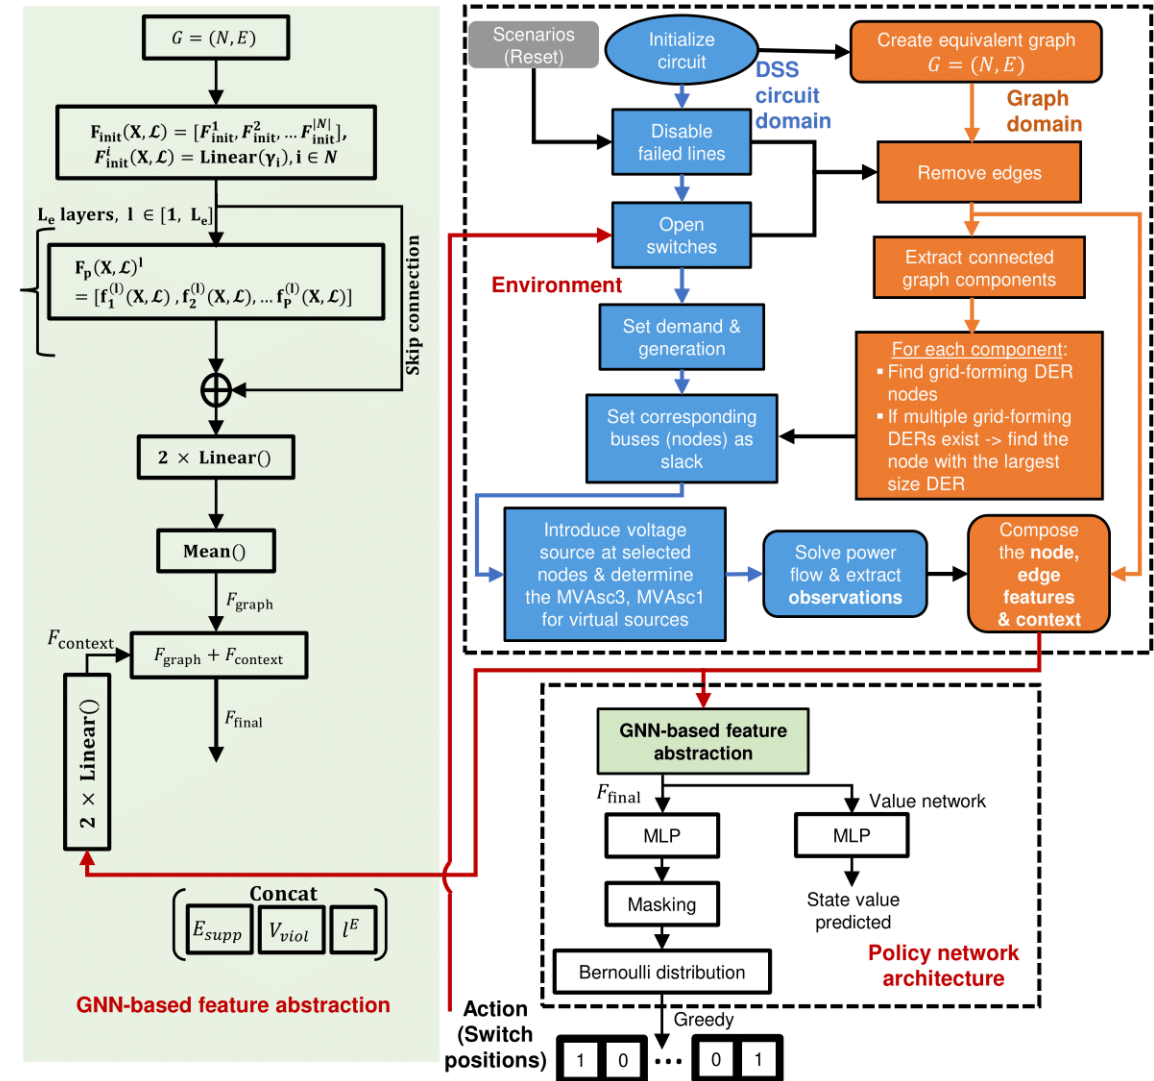 G = (N, E)
F_init(X, ℒ) = [F^1_init, F^2_init, … F^|N|_init],
F^i_init(X, ℒ) = Linear(γ_i), i ∈ N
L_e layers, l ∈ [1, L_e]
F_p(X, ℒ)^l
= [f_1^(l)(X, ℒ) , f_2^(l)(X, ℒ), … f_P^(l)(X, ℒ)]
Skip connection
2 × Linear()
Mean()
F_graph
F_context
F_graph + F_context
F_final
2 × Linear()
Concat
E_supp
V_viol
l^E
GNN-based feature abstraction
Scenarios
(Reset)
Initialize
circuit
DSS
circuit
domain
Create equivalent graph
G = (N, E)
Graph
domain
Disable
failed lines
Remove edges
Open
switches
Extract connected
graph components
Environment
Set demand &
generation
For each component:
▪ Find grid-forming DER
nodes
▪ If multiple grid-forming
DERs exist -> find the
node with the largest
size DER
Set corresponding
buses (nodes) as
slack
Introduce voltage
source at selected
nodes & determine
the MVAsc3, MVAsc1
for virtual sources
Solve power
flow & extract
observations
Compose
the node,
edge
features
& context
GNN-based feature
abstraction
F_final
Value network
MLP
MLP
Masking
State value
predicted
Bernoulli distribution
Policy network
architecture
Greedy
Action
(Switch
positions)
1 0 ••• 0 1